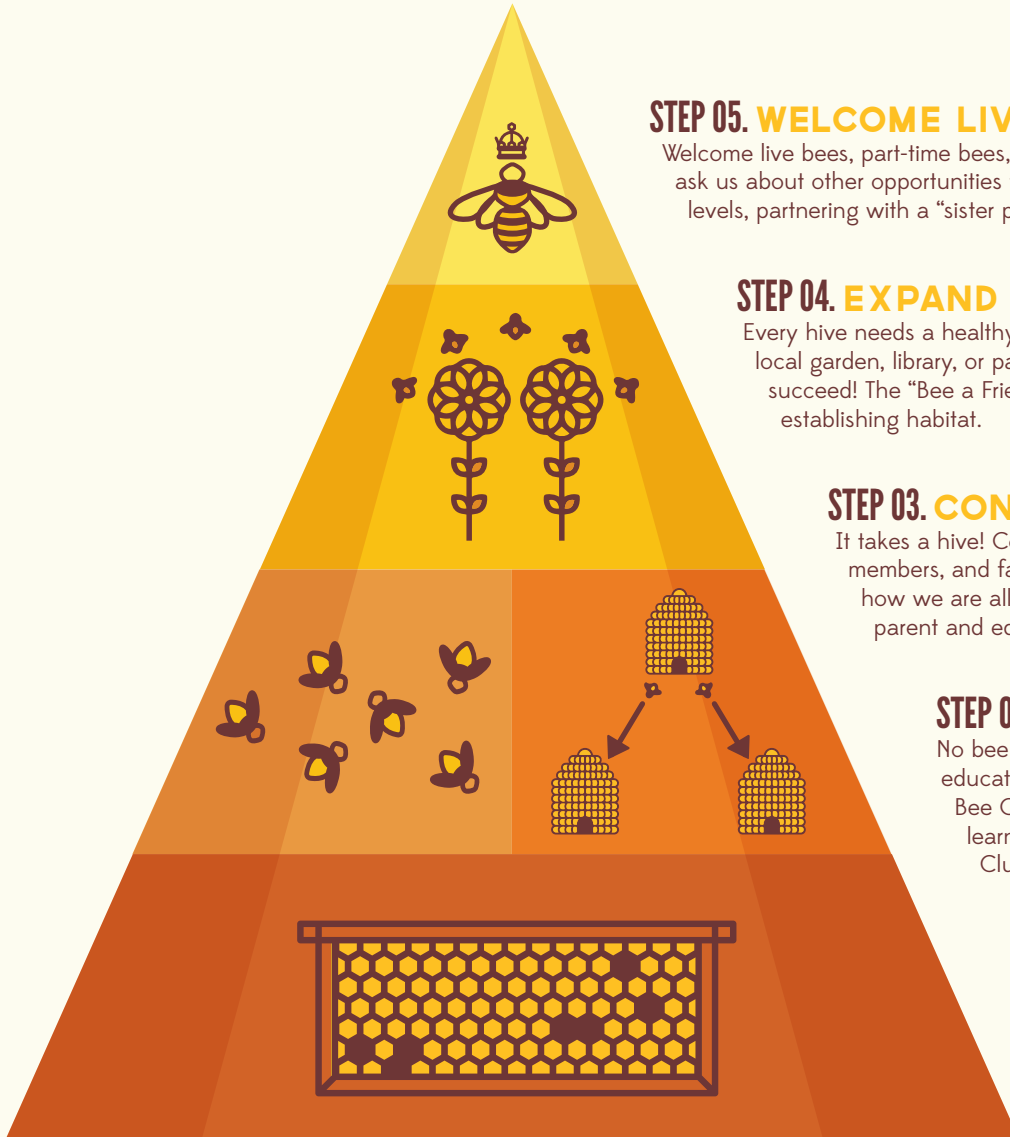 STEP 05. WELCOME LIV
Welcome live bees, part-time bees,
ask us about other opportunities
levels, partnering with a “sister p
STEP 04. EXPAND
Every hive needs a healthy
local garden, library, or pa
succeed! The “Bee a Frie
establishing habitat.
STEP 03. CON
It takes a hive! Co
members, and fa
how we are all
parent and ed
STEP 0
No bee
educat
Bee C
learn
Clu